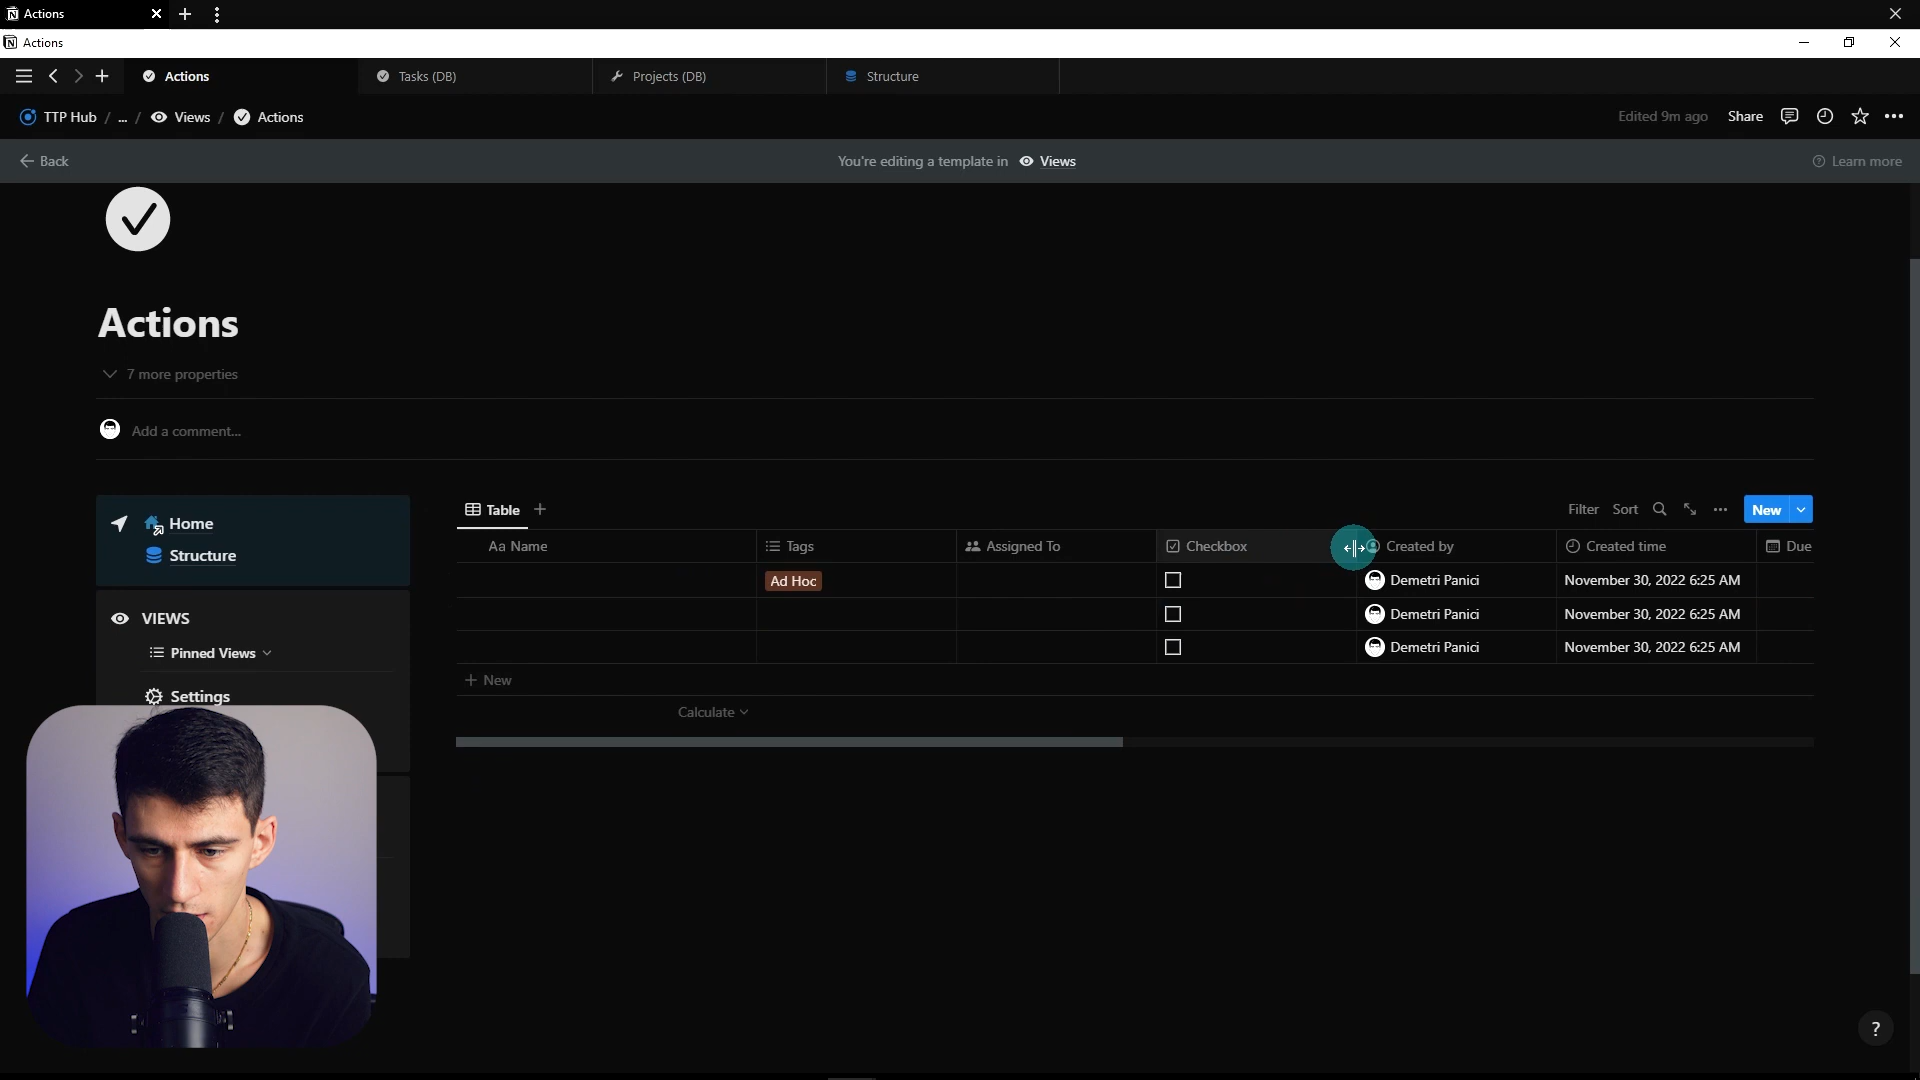 Actions
Actions
Actions
Tasks (DB)
Projects (DB)
Structure
TTP Hub / ... / Views / Actions
Edited 9m ago
Share
Back
You're editing a template in Views
Learn more
Actions
7 more properties
Add a comment...
Home
Structure
VIEWS
Pinned Views
Settings
Table
Filter
Sort
New
Aa Name
Tags
Assigned To
Checkbox
Created by
Created time
Due
Ad Hoc
Demetri Panici
November 30, 2022 6:25 AM
Demetri Panici
November 30, 2022 6:25 AM
Demetri Panici
November 30, 2022 6:25 AM
+ New
Calculate
?